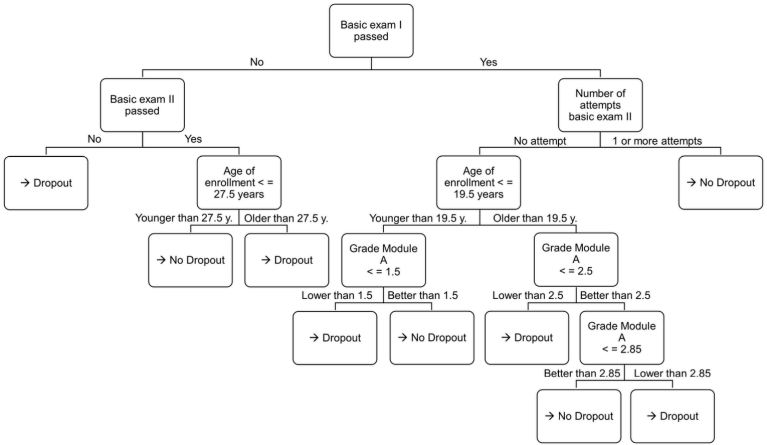 Basic exam I
passed
No
Yes
Basic exam II
passed
Number of
attempts
basic exam II
No
Yes
No attempt
1 or more attempts
→ Dropout
Age of
enrollment < =
27.5 years
Age of
enrollment < =
19.5 years
→ No Dropout
Younger than 27.5 y.
Older than 27.5 y.
Younger than 19.5 y.
Older than 19.5 y.
→ No Dropout
→ Dropout
Grade Module
A
< = 1.5
Grade Module
A
< = 2.5
Lower than 1.5
Better than 1.5
Lower than 2.5
Better than 2.5
→ Dropout
→ No Dropout
→ Dropout
Grade Module
A
< = 2.85
Better than 2.85
Lower than 2.85
→ No Dropout
→ Dropout